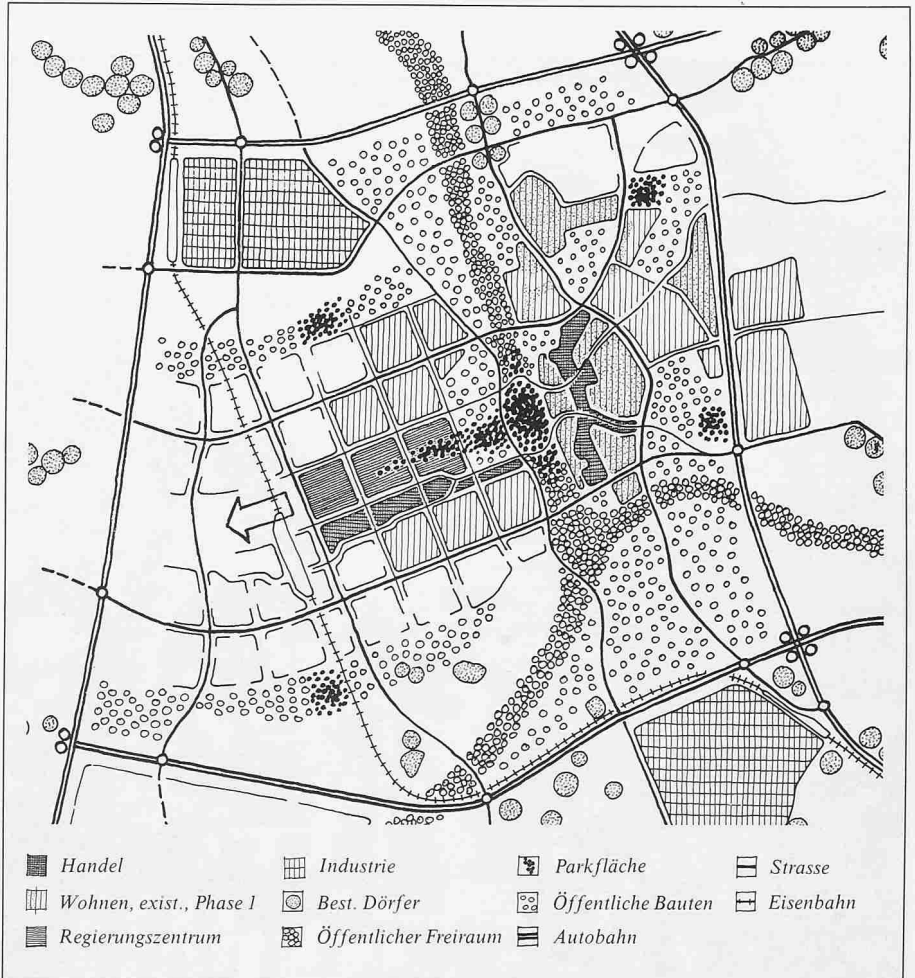 Handel Industrie Parkfläche Strasse
Wohnen, exist., Phase 1 Best. Dörfer Öffentliche Bauten Eisenbahn
Regierungszentrum Öffentlicher Freiraum Autobahn